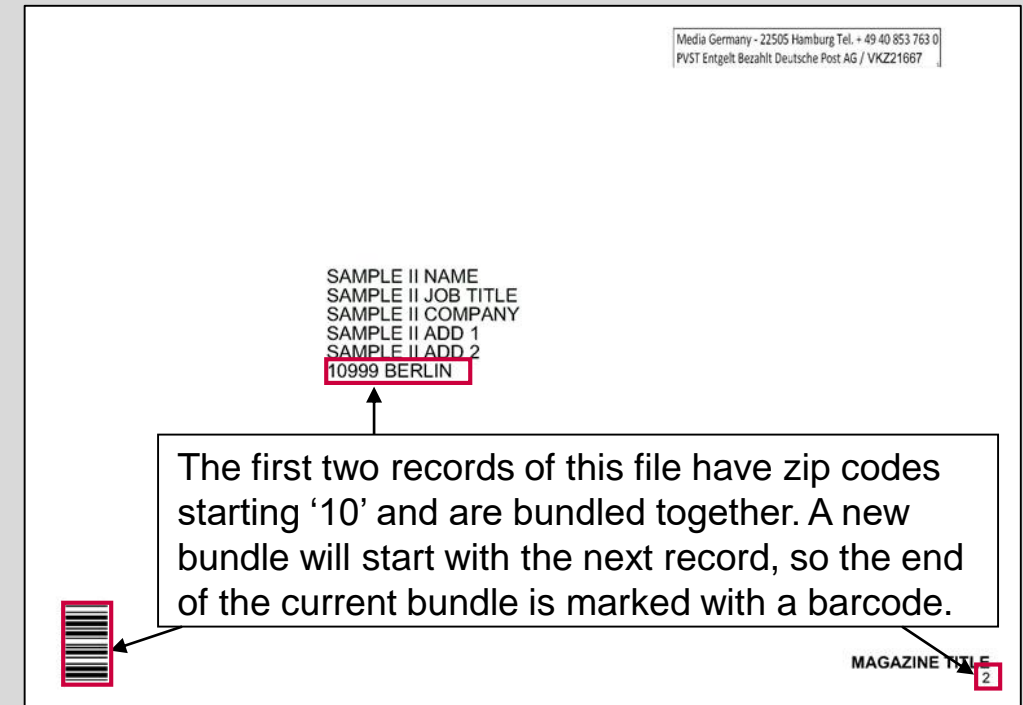 Media Germany - 22505 Hamburg Tel. + 49 40 853 763 0
PVST Entgelt Bezahlt Deutsche Post AG / VKZ21667
SAMPLE II NAME
SAMPLE II JOB TITLE
SAMPLE II COMPANY
SAMPLE II ADD 1
SAMPLE II ADD 2
10999 BERLIN
The first two records of this file have zip codes
starting ‘10’ and are bundled together. A new
bundle will start with the next record, so the end
of the current bundle is marked with a barcode.
MAGAZINE TITLE
2